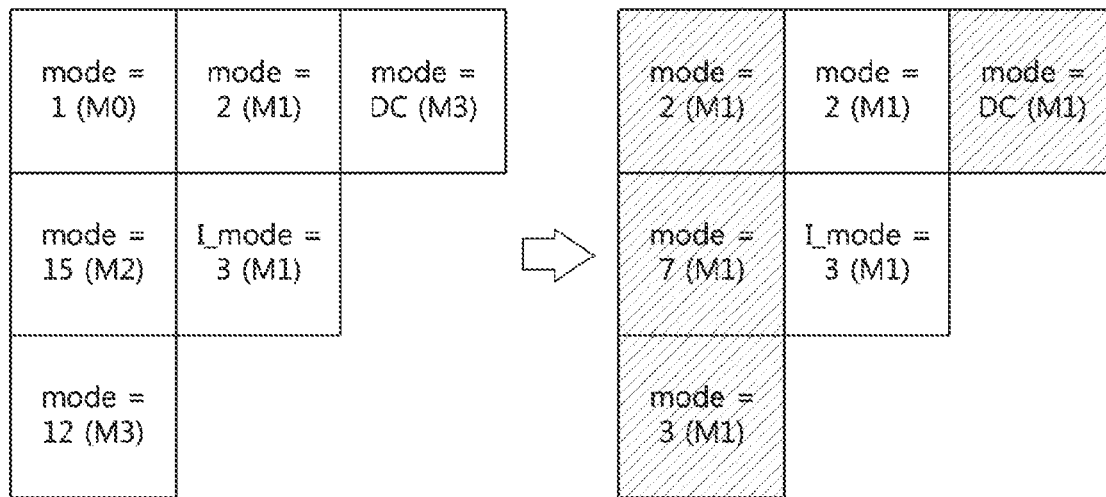 mode =
1 (M0)
mode =
2 (M1)
mode =
DC (M3)
mode =
15 (M2)
I_mode =
3 (M1)
mode =
12 (M3)
mode =
2 (M1)
mode =
2 (M1)
mode =
DC (M1)
mode =
7 (M1)
I_mode =
3 (M1)
mode =
3 (M1)